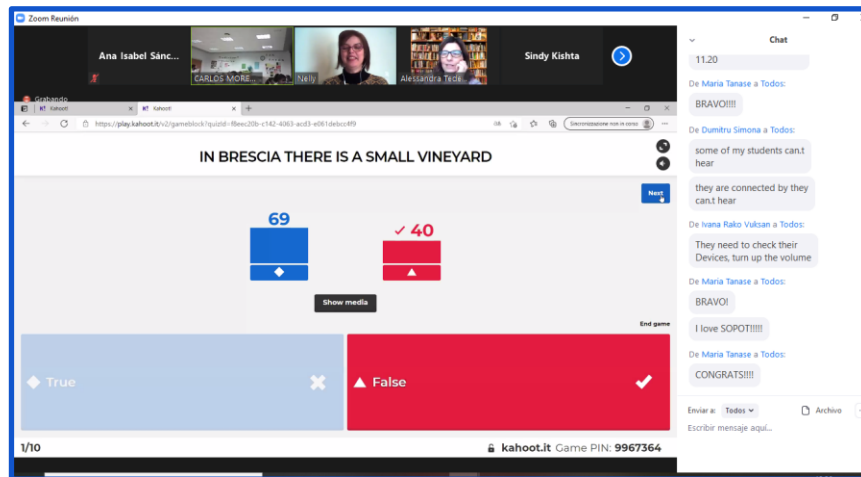 Zoom Reunión
Ana Isabel Sánc...
CARLOS MORE...
Nelly
Alessandra Tede...
Sindy Kishta
Grabando
Kahoot!
Kahoot!
https://play.kahoot.it/v2/gameblock?quizId=
Sincronizzazione non in corso
IN BRESCIA THERE IS A SMALL VINEYARD
Next
69
40
Show media
End game
True
False
1/10
kahoot.it Game PIN: 9967364
Chat
11.20
De Maria Tanase a Todos:
BRAVO!!!!
De Dumitru Simona a Todos:
some of my students can.t
hear
they are connected by they
can.t hear
De Ivana Rako Vuksan a Todos:
They need to check their
Devices, turn up the volume
De Maria Tanase a Todos:
BRAVO!
I love SOPOT!!!!!
De Maria Tanase a Todos:
CONGRATS!!!!
Enviar a: Todos
Archivo
Escribir mensaje aquí...